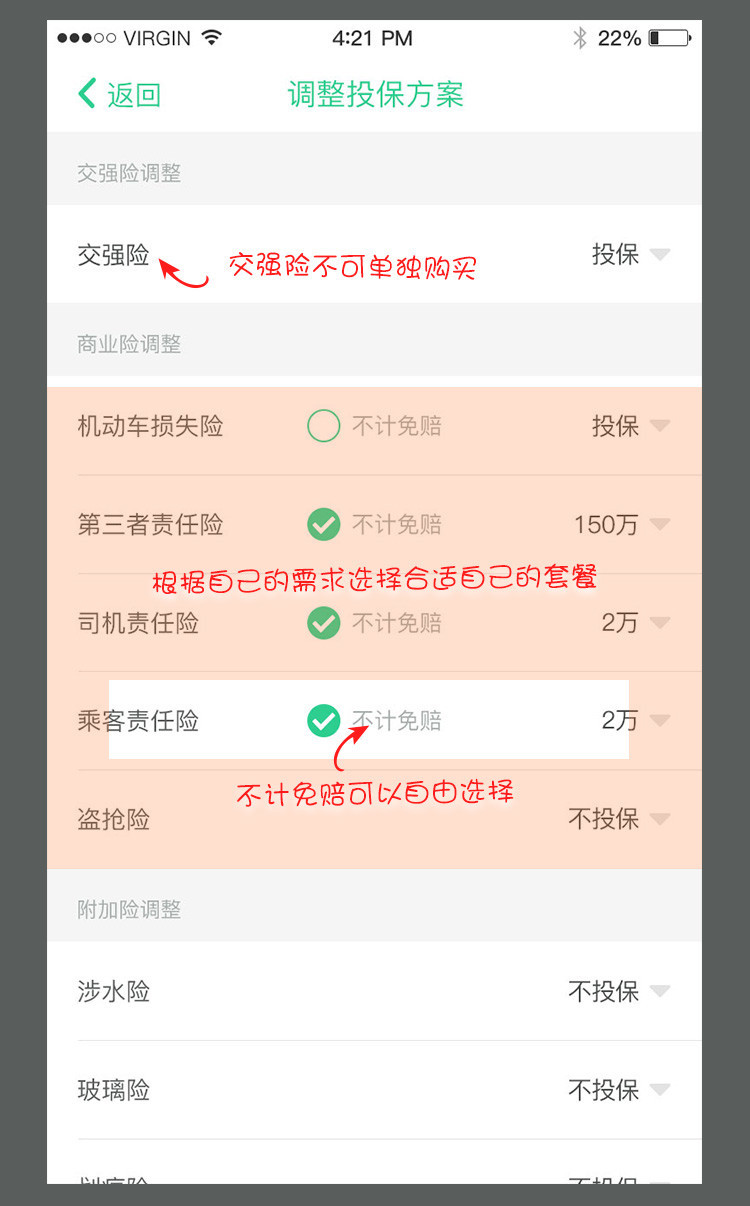 VIRGIN 4:21 PM 22%
返回 调整投保方案
交强险调整
交强险 交强险不可单独购买 投保
商业险调整
机动车损失险 不计免赔 投保
第三者责任险 不计免赔 150万
根据自己的需求选择合适自己的套餐
司机责任险 不计免赔 2万
乘客责任险 不计免赔 2万
不计免赔可以自由选择
盗抢险 不投保
附加险调整
涉水险 不投保
玻璃险 不投保
划痕险 不投保